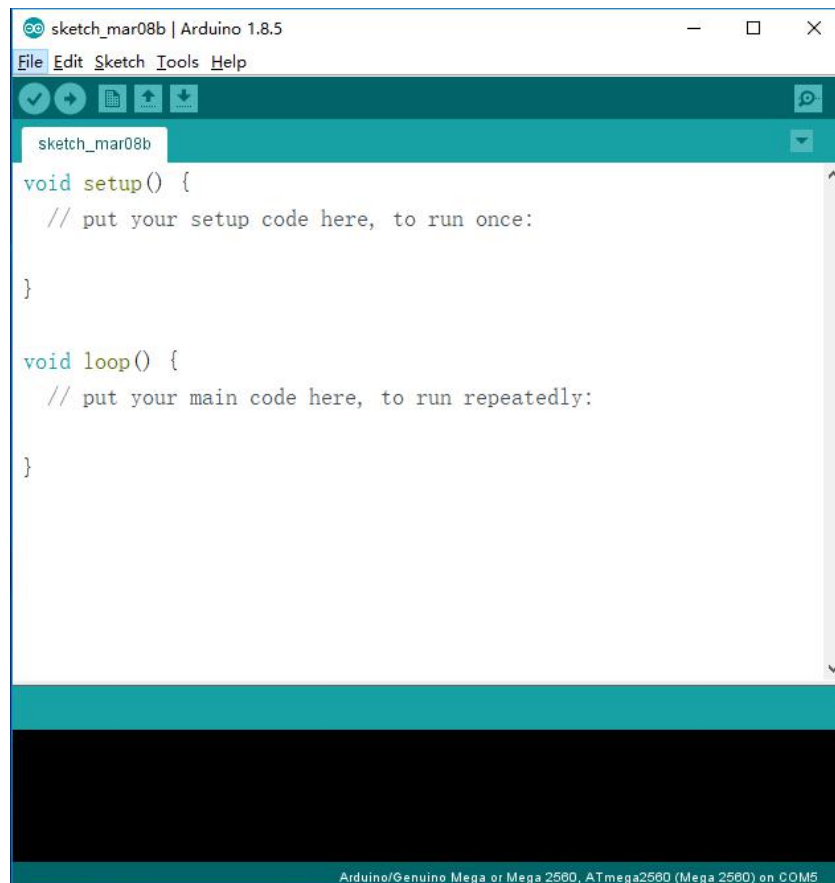 sketch_mar08b | Arduino 1.8.5
File Edit Sketch Tools Help
sketch_mar08b
void setup() {
  // put your setup code here, to run once:
}
void loop() {
  // put your main code here, to run repeatedly:
}
Arduino/Genuino Mega or Mega 2560, ATmega2560 (Mega 2560) on COM5